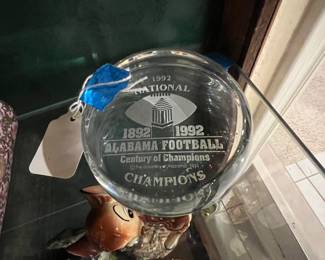 1992
NATIONAL
1892 1992
ALABAMA FOOTBALL
Century of Champions
CHAMPIONS